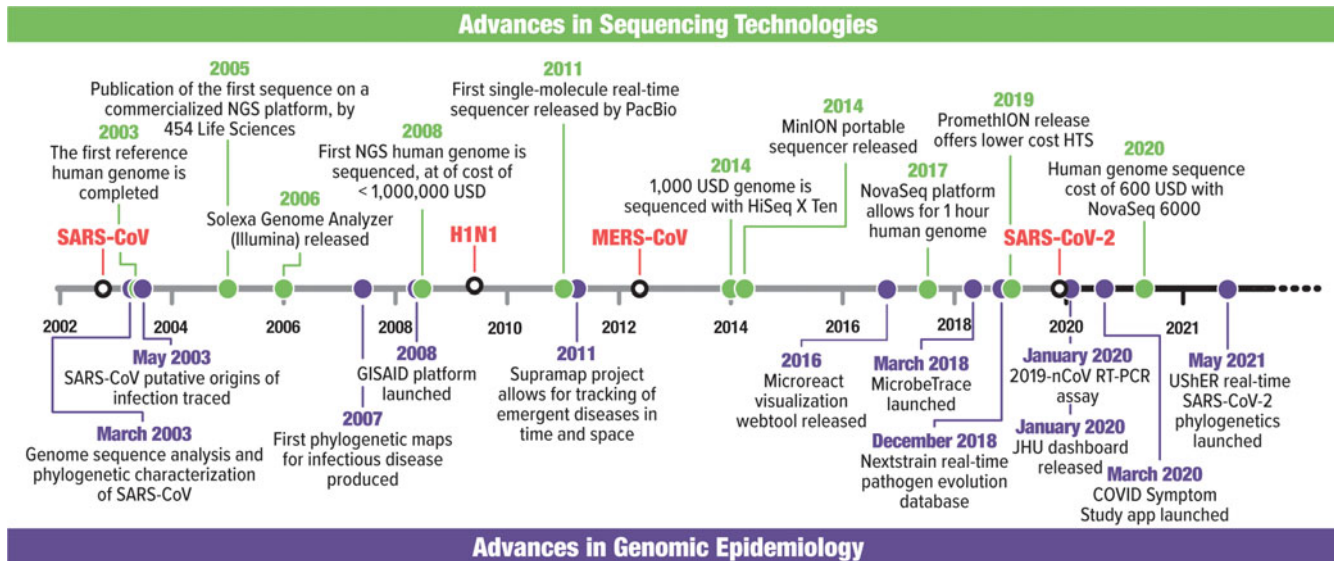 Advances in Sequencing Technologies
2005
Publication of the first sequence on a
commercialized NGS platform, by
454 Life Sciences
2003
The first reference
human genome is
completed
2006
Solexa Genome Analyzer
(Illumina) released
2008
First NGS human genome is
sequenced, at of cost of
< 1,000,000 USD
2011
First single-molecule real-time
sequencer released by PacBio
2014
1,000 USD genome is
sequenced with HiSeq X Ten
2014
MinION portable
sequencer released
2017
NovaSeq platform
allows for 1 hour
human genome
2019
PromethION release
offers lower cost HTS
2020
Human genome sequence
cost of 600 USD with
NovaSeq 6000
SARS-CoV
H1N1
MERS-CoV
SARS-CoV-2
2002
2004
2006
2008
2010
2012
2014
2016
2018
2020
2021
May 2003
SARS-CoV putative origins of
infection traced
March 2003
Genome sequence analysis and
phylogenetic characterization
of SARS-CoV
2007
First phylogenetic maps
for infectious disease
produced
2008
GISAID platform
launched
2011
Supramap project
allows for tracking of
emergent diseases in
time and space
2016
Microreact
visualization
webtool released
March 2018
MicrobeTrace
launched
December 2018
Nextstrain real-time
pathogen evolution
database
January 2020
2019-nCoV RT-PCR
assay
January 2020
JHU dashboard
released
March 2020
COVID Symptom
Study app launched
May 2021
UShER real-time
SARS-CoV-2
phylogenetics
launched
Advances in Genomic Epidemiology